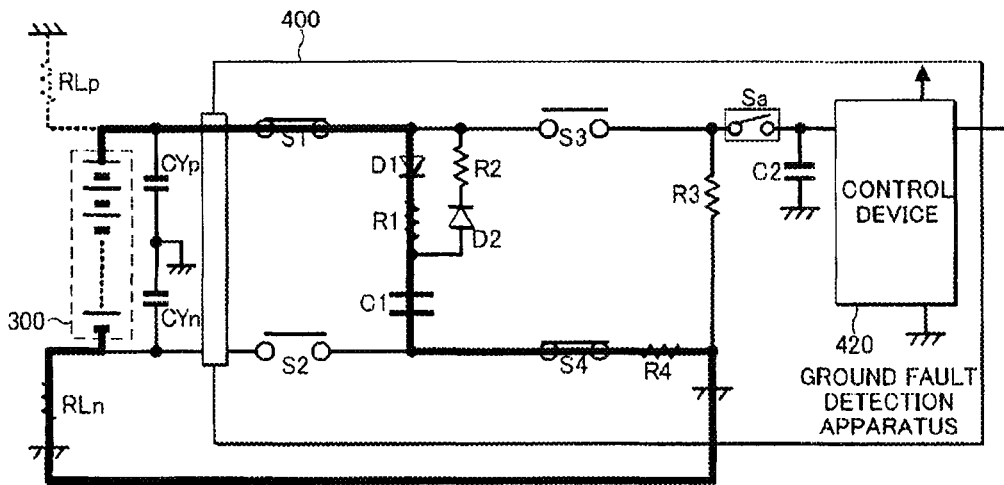 400
RLp
S1
S3
Sa
CYp
D1
R2
C2
R3
CONTROL
DEVICE
R1
D2
300
CYn
C1
S2
S4
R4
420
RLn
GROUND FAULT
DETECTION
APPARATUS